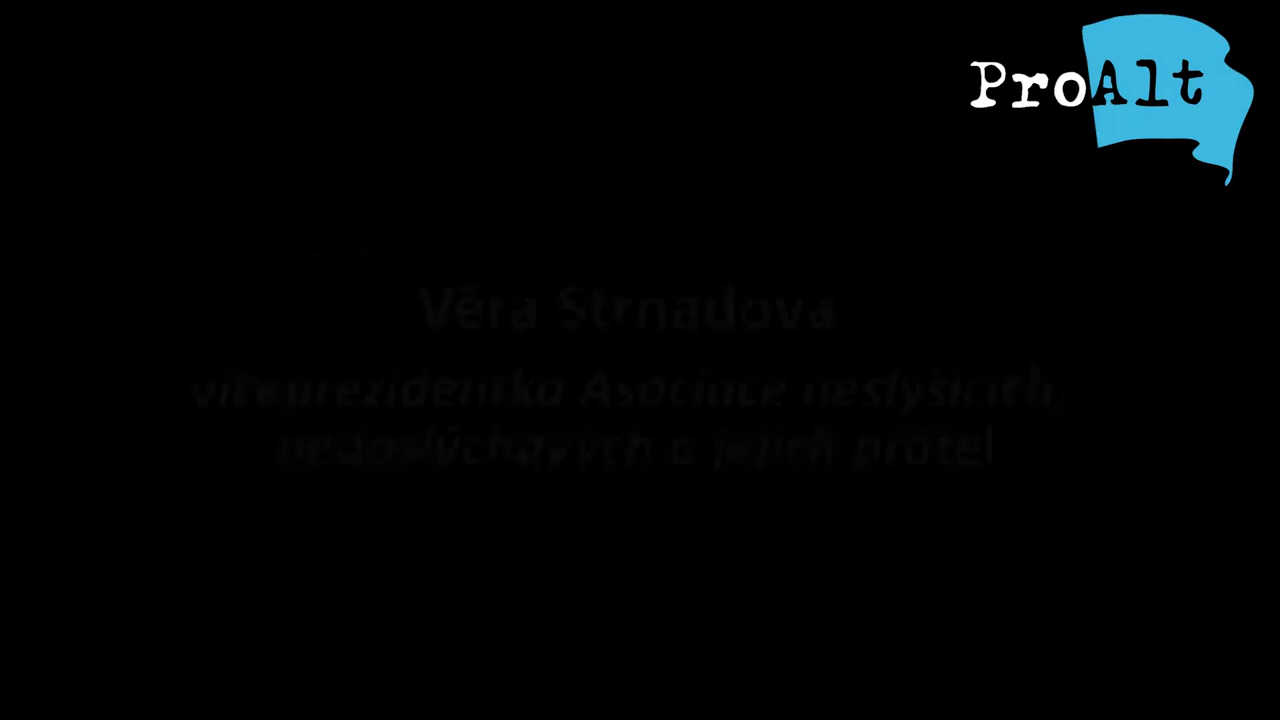 ProAlt
Věra Strnadová
viceprezidentka Asociace neslyšících,
nedoslýchavých a jejich přátel